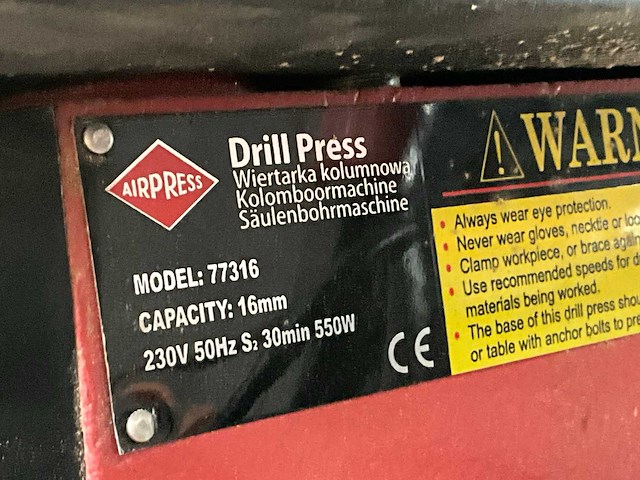 AIRPRESS
Drill Press
Wiertarka kolumnową
Kolomboormachine
Säulenbohrmaschine
MODEL: 77316
CAPACITY: 16mm
230V 50Hz S₂ 30min 550W
CE
Always wear eye protection.
Never wear gloves, necktie or
Clamp workpiece, or brace
Use recommended speeds for
materials being worked.
The base of this drill press
or table with anchor bolts to